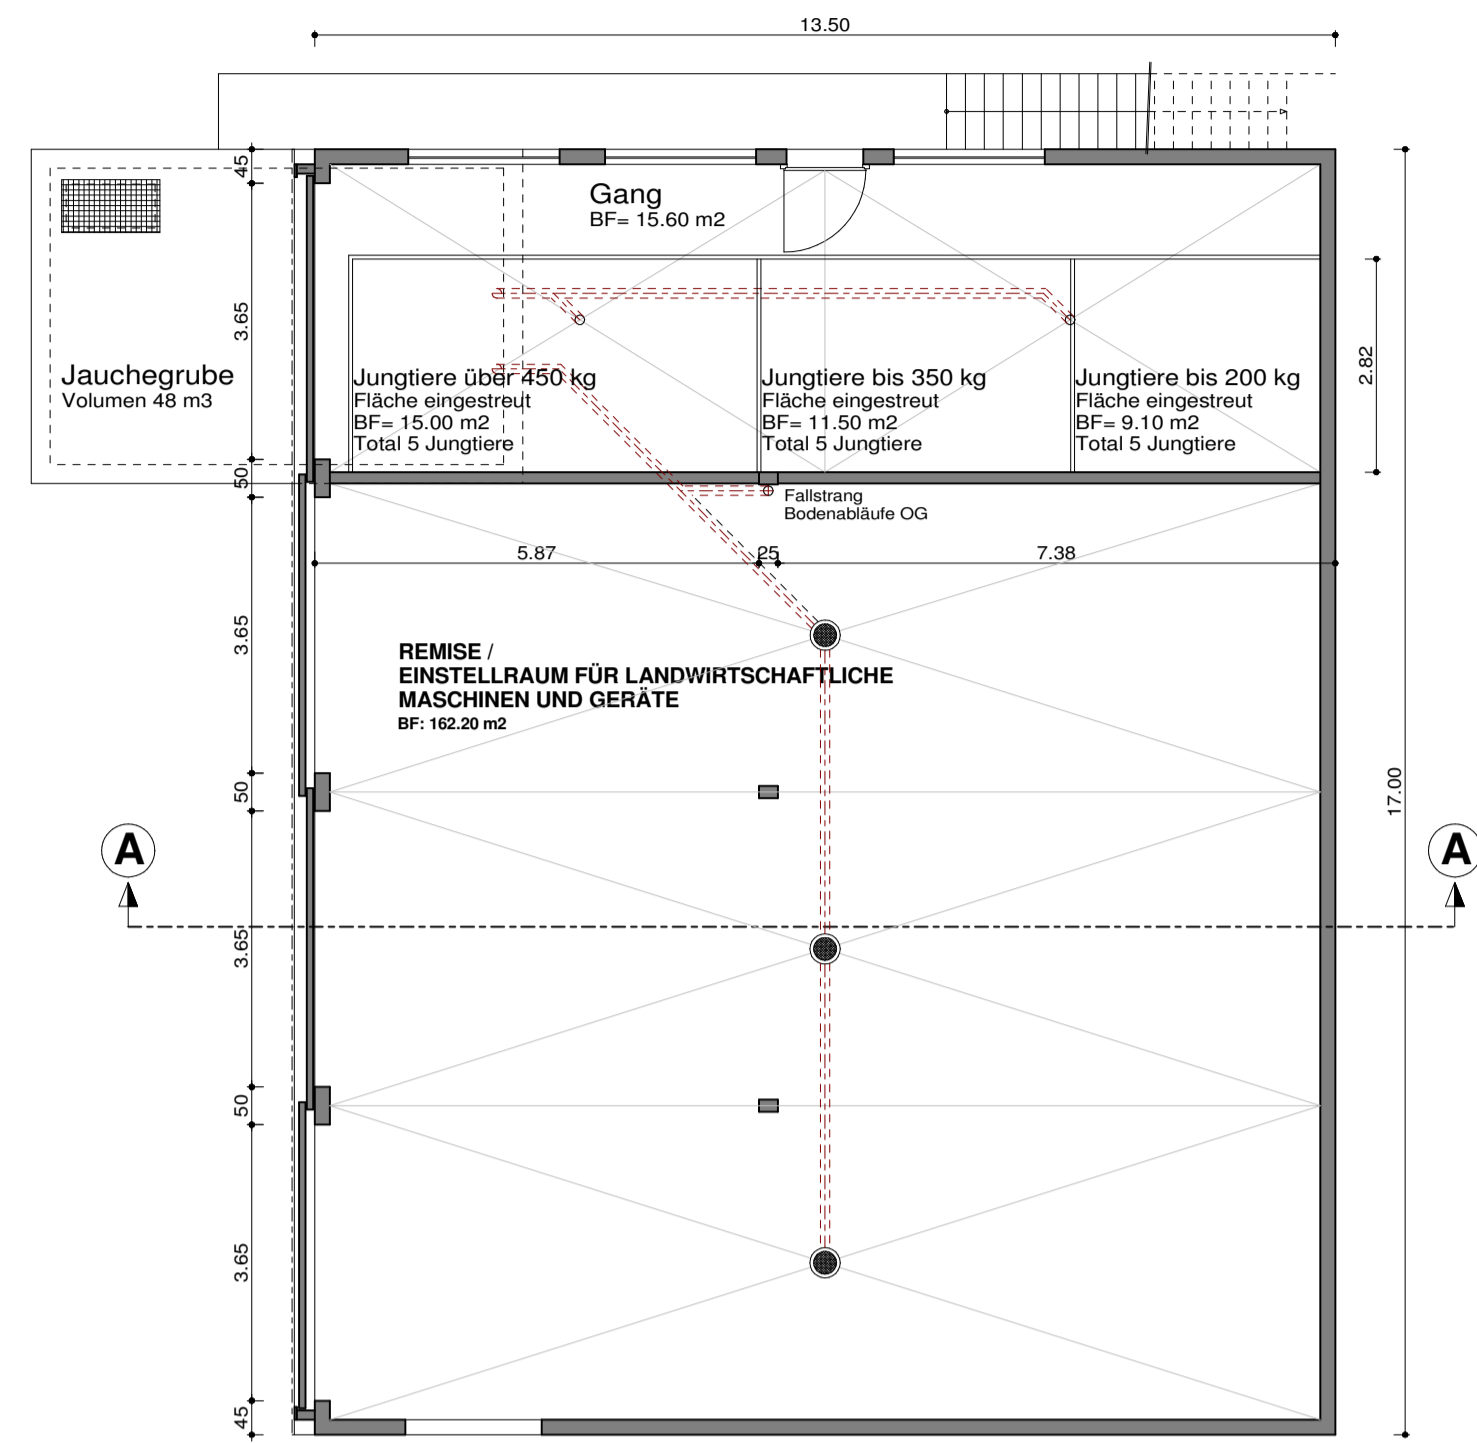 13.50
45
Gang
BF= 15.60 m2
3.65
2.82
Jauchegrube
Volumen 48 m3
Jungtiere über 450 kg
Fläche eingestreut
BF= 15.00 m2
Total 5 Jungtiere
Jungtiere bis 350 kg
Fläche eingestreut
BF= 11.50 m2
Total 5 Jungtiere
Jungtiere bis 200 kg
Fläche eingestreut
BF= 9.10 m2
Total 5 Jungtiere
50
Fallstrang
Bodenabläufe OG
5.87
25
7.38
3.65
REMISE /
EINSTELLRAUM FÜR LANDWIRTSCHAFTLICHE
MASCHINEN UND GERÄTE
BF: 162.20 m2
50
17.00
A
A
3.65
50
3.65
45